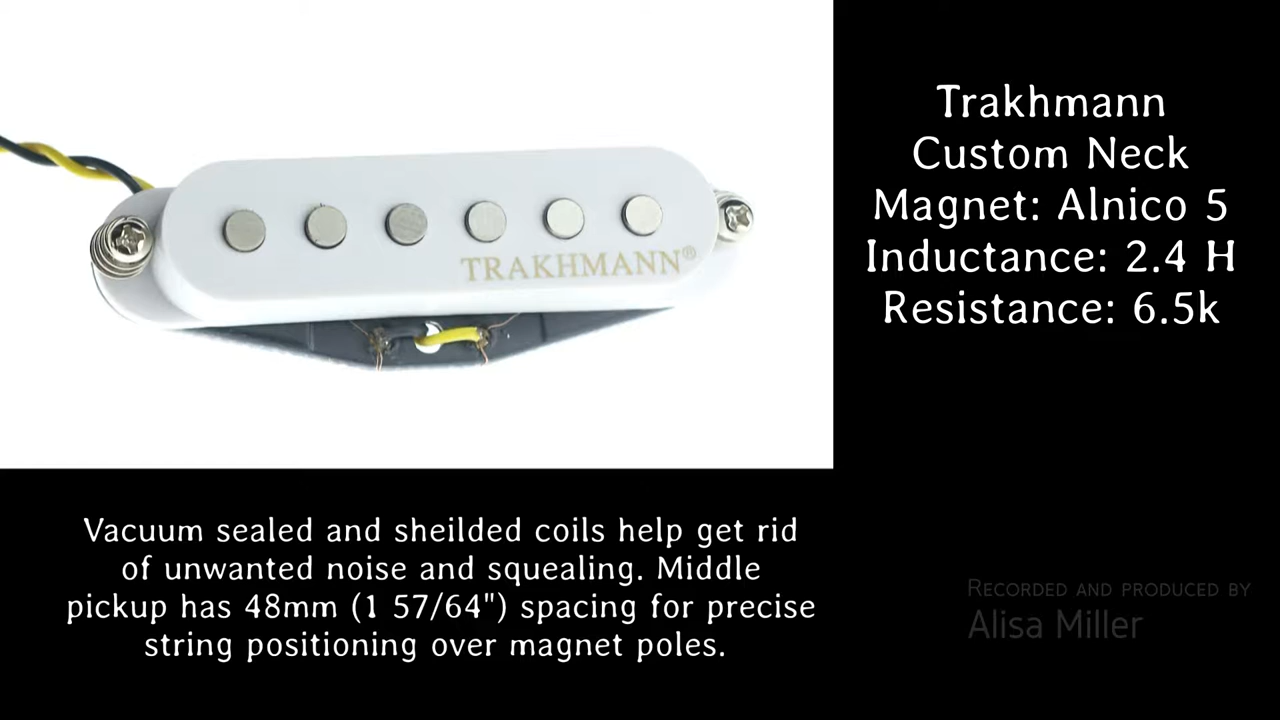 TRAKHMANN®
Trakhmann
Custom Neck
Magnet: Alnico 5
Inductance: 2.4 H
Resistance: 6.5k
Vacuum sealed and sheilded coils help get rid
of unwanted noise and squealing. Middle
pickup has 48mm (1 57/64") spacing for precise
string positioning over magnet poles.
Recorded and produced by
Alisa Miller